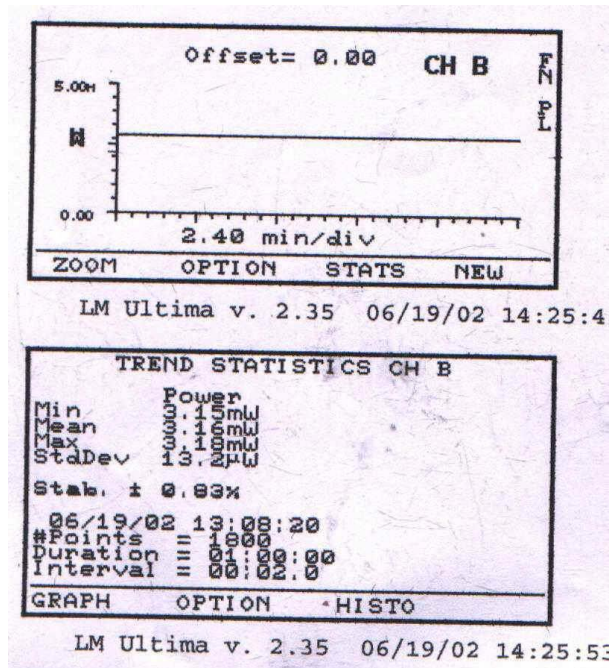 Offset= 0.00 CH B
FN PL
5.00M
W
0.00
2.40 min/div
ZOOM OPTION STATS NEW
LM Ultima v. 2.35 06/19/02 14:25:4
TREND STATISTICS CH B
Power
Min 3.15mW
Mean 3.16mW
Max 3.18mW
StdDev 13.2µW
Stab. ± 0.83%
06/19/02 13:08:20
#Points = 1800
Duration = 01:00:00
Interval = 00:02.0
GRAPH OPTION HISTO
LM Ultima v. 2.35 06/19/02 14:25:53